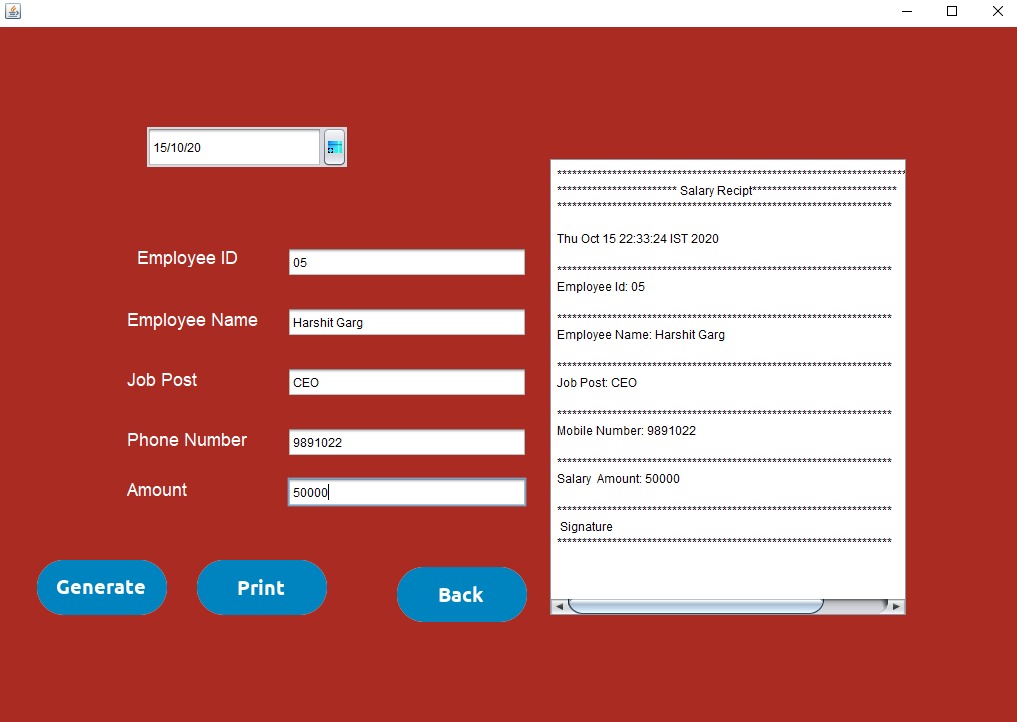 15/10/20
Employee ID
05
Employee Name
Harshit Garg
Job Post
CEO
Phone Number
9891022
Amount
50000
Generate
Print
Back
**********************************************************************
************************ Salary Recipt*****************************
*******************************************************************
Thu Oct 15 22:33:24 IST 2020
*******************************************************************
Employee Id: 05
*******************************************************************
Employee Name: Harshit Garg
*******************************************************************
Job Post: CEO
*******************************************************************
Mobile Number: 9891022
*******************************************************************
Salary  Amount: 50000
*******************************************************************
Signature
*******************************************************************